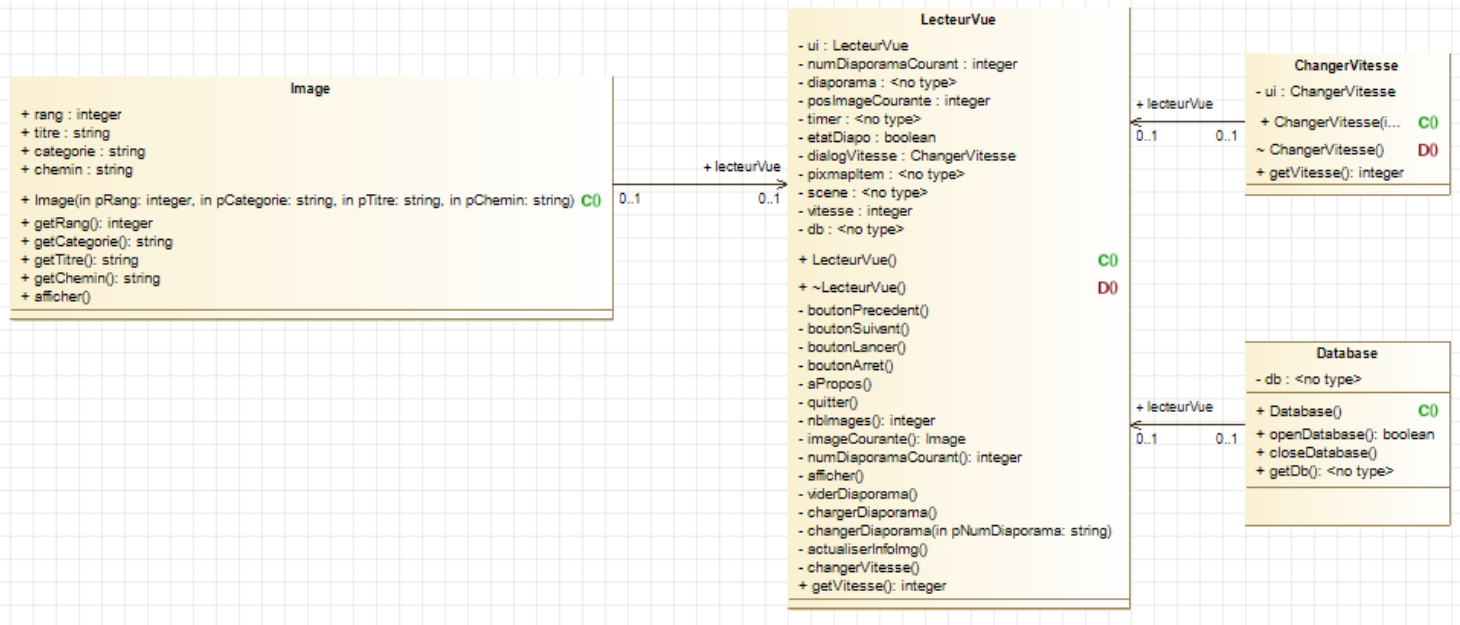 Image
+ rang : integer
+ titre : string
+ categorie : string
+ chemin : string
+ Image(in pRang: integer, in pCategorie: string, in pTitre: string, in pChemin: string) C()
+ getRang(): integer
+ getCategorie(): string
+ getTitre(): string
+ getChemin(): string
+ afficher()
+ lecteurVue
0..1
0..1
LecteurVue
- ui : LecteurVue
- numDiaporamaCourant : integer
- diaporama : <no type>
- posImageCourante : integer
- timer : <no type>
- etatDiapo : boolean
- dialogVitesse : ChangerVitesse
- pixmapItem : <no type>
- scene : <no type>
- vitesse : integer
- db : <no type>
+ LecteurVue() C()
+ ~LecteurVue() D()
- boutonPrecedent()
- boutonSuivant()
- boutonLancer()
- boutonArret()
- aPropos()
- quitter()
- nbImages(): integer
- imageCourante(): Image
- numDiaporamaCourant(): integer
- afficher()
- viderDiaporama()
- chargerDiaporama()
- changerDiaporama(in pNumDiaporama: string)
- actualiserInfoImg()
- changerVitesse()
+ getVitesse(): integer
+ lecteurVue
0..1
0..1
ChangerVitesse
- ui : ChangerVitesse
+ ChangerVitesse(i... C()
~ ChangerVitesse() D()
+ getVitesse(): integer
+ lecteurVue
0..1
0..1
Database
- db : <no type>
+ Database() C()
+ openDatabase(): boolean
+ closeDatabase()
+ getDb(): <no type>